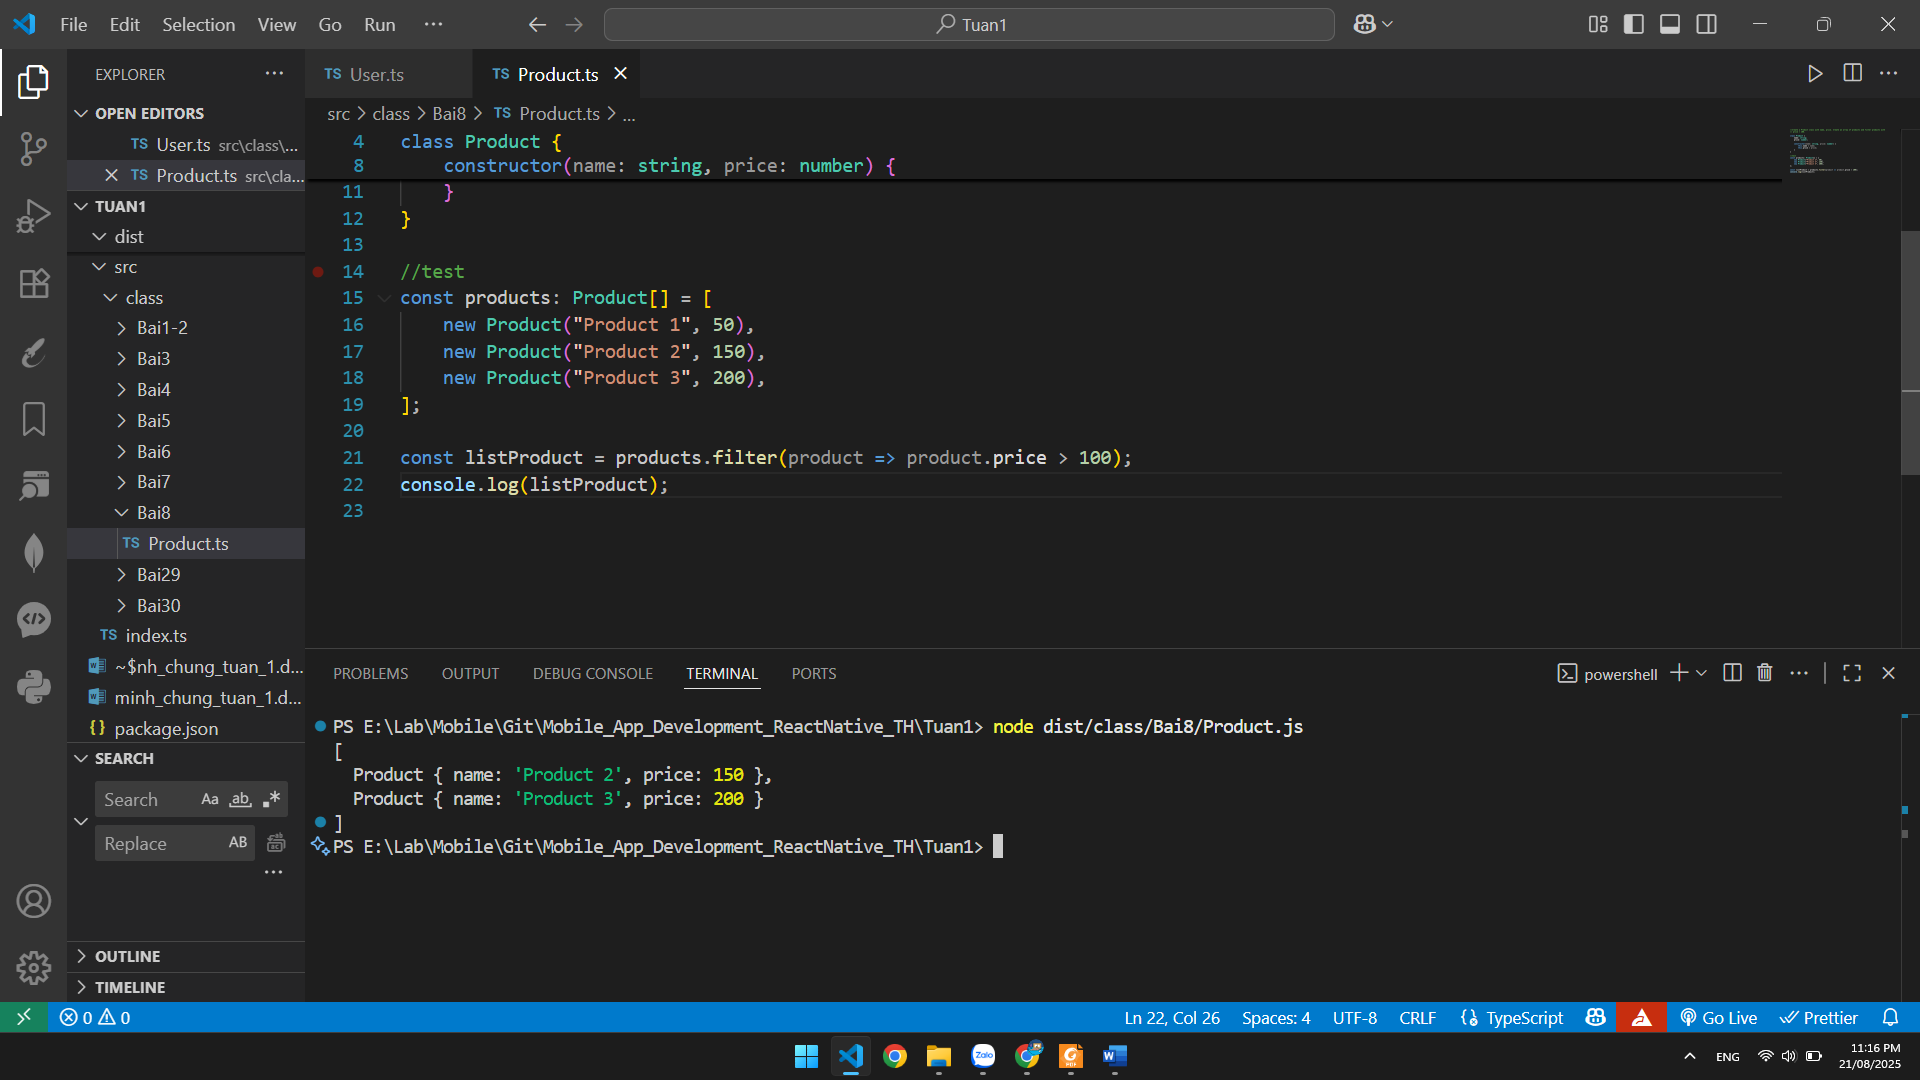 File Edit Selection View Go Run ···
Tuan1
EXPLORER ···
OPEN EDITORS
TS User.ts src\class\...
TS Product.ts src\cla...
TUAN1
dist
src
class
Bai1-2
Bai3
Bai4
Bai5
Bai6
Bai7
Bai8
TS Product.ts
Bai29
Bai30
TS index.ts
~$nh_chung_tuan_1.d...
minh_chung_tuan_1.d...
{} package.json
SEARCH
Search Aa ab .*
Replace AB
···
OUTLINE
TIMELINE
TS User.ts
TS Product.ts
src > class > Bai8 > TS Product.ts > ...
4 class Product {
8 constructor(name: string, price: number) {
11 }
12 }
13
14 //test
15 const products: Product[] = [
16 new Product("Product 1", 50),
17 new Product("Product 2", 150),
18 new Product("Product 3", 200),
19 ];
20
21 const listProduct = products.filter(product => product.price > 100);
22 console.log(listProduct);
23
PROBLEMS OUTPUT DEBUG CONSOLE TERMINAL PORTS
powershell
PS E:\Lab\Mobile\Git\Mobile_App_Development_ReactNative_TH\Tuan1> node dist/class/Bai8/Product.js
[
Product { name: 'Product 2', price: 150 },
Product { name: 'Product 3', price: 200 }
]
PS E:\Lab\Mobile\Git\Mobile_App_Development_ReactNative_TH\Tuan1>
0 0
Ln 22, Col 26 Spaces: 4 UTF-8 CRLF {} TypeScript Go Live Prettier
Zalo
ENG
11:16 PM
21/08/2025